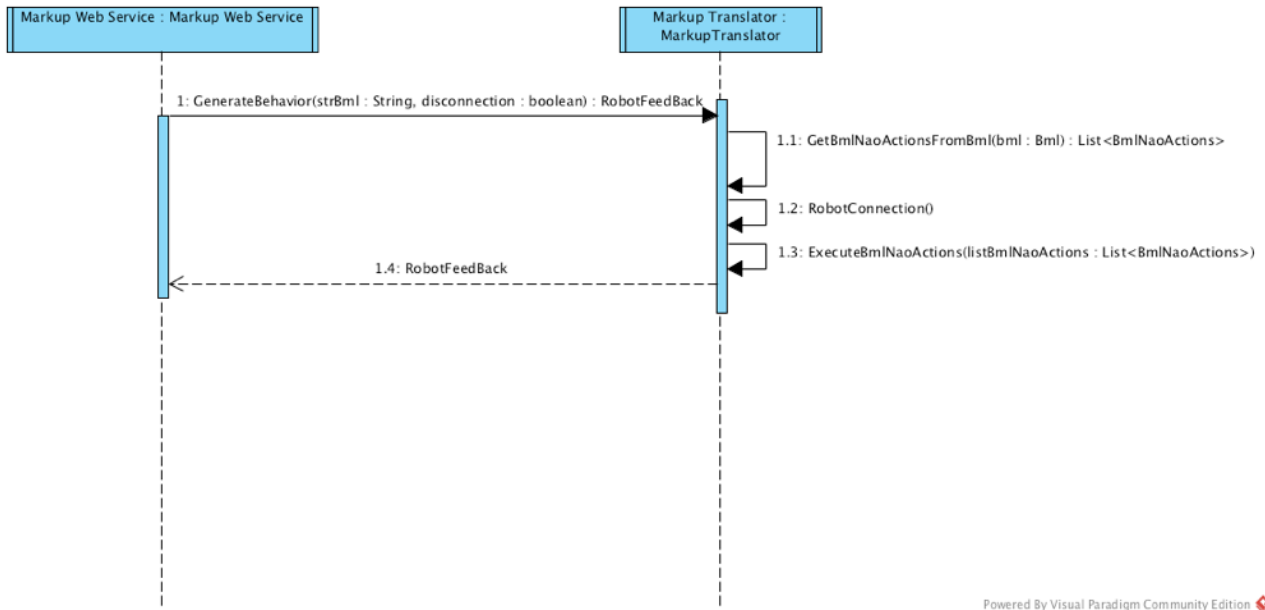 Markup Web Service : Markup Web Service
Markup Translator :
MarkupTranslator
1: GenerateBehavior(strBml : String, disconnection : boolean) : RobotFeedBack
1.1: GetBmlNaoActionsFromBml(bml : Bml) : List<BmlNaoActions>
1.2: RobotConnection()
1.3: ExecuteBmlNaoActions(listBmlNaoActions : List<BmlNaoActions>)
1.4: RobotFeedBack
Powered By Visual Paradigm Community Edition